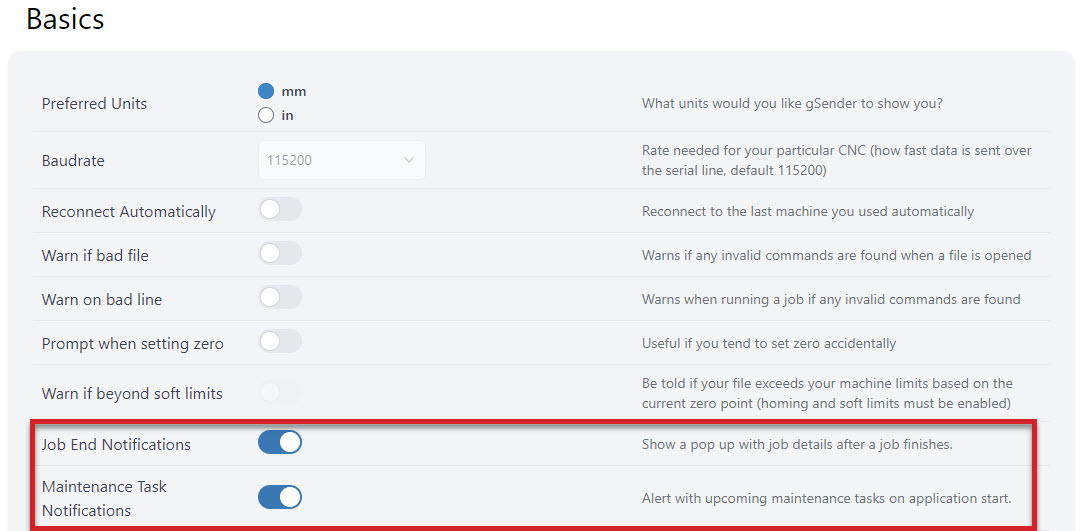 Basics
Preferred Units
mm
in
What units would you like gSender to show you?
Baudrate
115200
Rate needed for your particular CNC (how fast data is sent over
the serial line, default 115200)
Reconnect Automatically
Reconnect to the last machine you used automatically
Warn if bad file
Warns if any invalid commands are found when a file is opened
Warn on bad line
Warns when running a job if any invalid commands are found
Prompt when setting zero
Useful if you tend to set zero accidentally
Warn if beyond soft limits
Be told if your file exceeds your machine limits based on the
current zero point (homing and soft limits must be enabled)
Job End Notifications
Show a pop up with job details after a job finishes.
Maintenance Task
Notifications
Alert with upcoming maintenance tasks on application start.